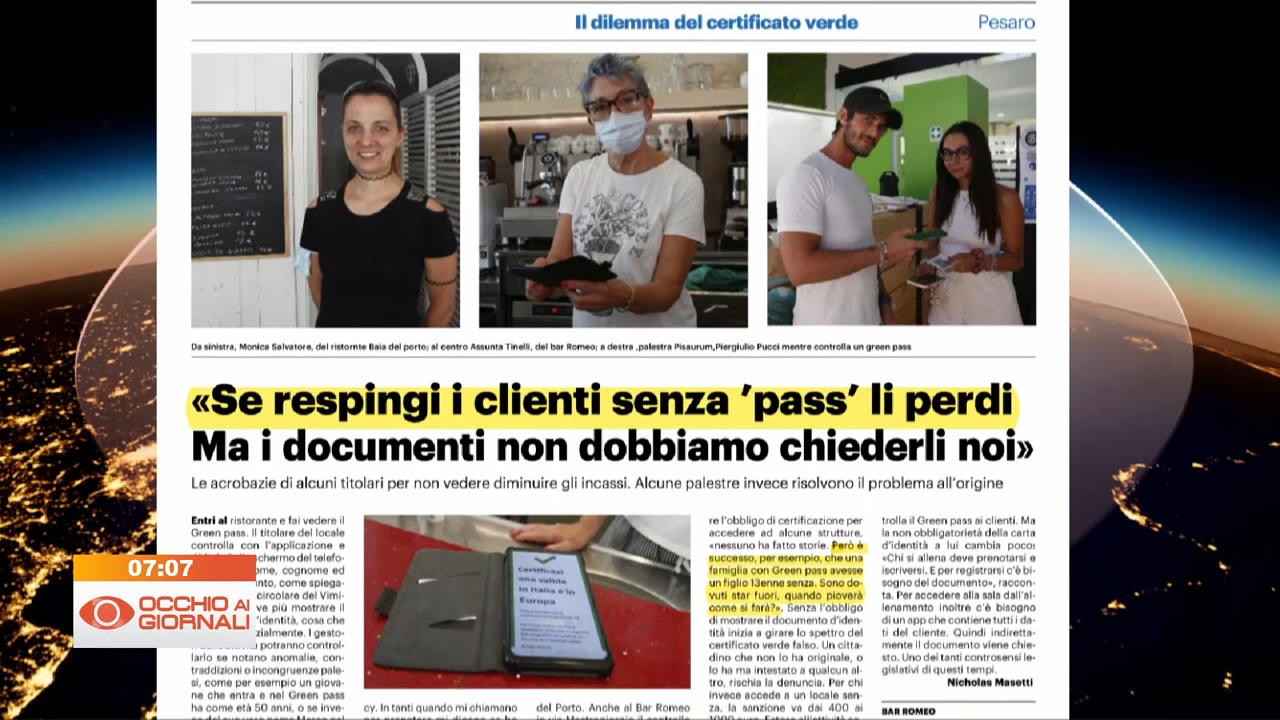 Il dilemma del certificato verde
Pesaro
Da sinistra, Monica Salvatore, del ristornte Baia del porto; al centro Assunta Tinelli, del bar Romeo; a destra ,palestra Pisaurum,Piergiulio Pucci mentre controlla un green pass
«Se respingi i clienti senza ’pass’ li perdi
Ma i documenti non dobbiamo chiederli noi»
Le acrobazie di alcuni titolari per non vedere diminuire gli incassi. Alcune palestre invece risolvono il problema all’origine
Entri al ristorante e fai vedere il
Green pass. Il titolare del locale
controlla con l’applicazione e
schermo del telefo-
ome, cognome ed
nto, come spiega-
circolare del Vimi-
ve più mostrare il
l’identità, cosa che
zialmente. I gesto-
potranno control-
larlo se notano anomalie, con-
traddizioni o incongruenze pale-
si, come per esempio un giova-
ne che entra e nel Green pass
ha come età 50 anni, o se inve-
Certificazi
one valida
in Italia e in
Europa
cy. In tanti quando mi chiamano
del Porto. Anche al Bar Romeo
re l’obbligo di certificazione per
accedere ad alcune strutture,
«nessuno ha fatto storie. Però è
successo, per esempio, che una
famiglia con Green pass avesse
un figlio 13enne senza. Sono do-
vuti star fuori, quando pioverà
come si farà?». Senza l’obbligo
di mostrare il documento d’iden-
tità inizia a girare lo spettro del
certificato verde falso. Un citta-
dino che non lo ha originale, o
lo ha ma intestato a qualcun al-
tro, rischia la denuncia. Per chi
invece accede a un locale sen-
za, la sanzione va dai 400 ai
trolla il Green pass ai clienti. Ma
la non obbligatorietà della carta
d’identità a lui cambia poco:
«Chi si allena deve prenotarsi e
iscriversi. E per registrarsi c’è bi-
sogno del documento», raccon-
ta. Per accedere alla sala dall’al-
lenamento inoltre c’è bisogno
di un app che contiene tutti i da-
ti del cliente. Quindi indiretta-
mente il documento viene chie-
sto. Uno dei tanti controsensi le-
gislativi di questi tempi.
Nicholas Masetti
BAR ROMEO
07:07
OCCHIO AI
GIORNALI